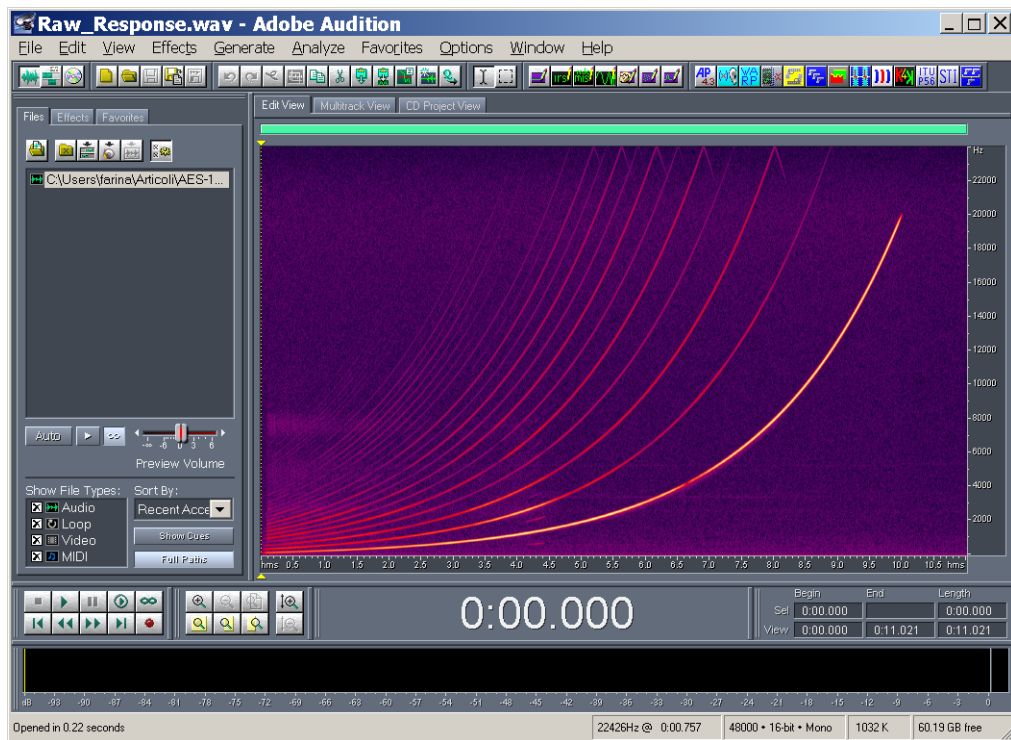 Raw_Response.wav - Adobe Audition
File Edit View Effects Generate Analyze Favorites Options Window Help
Files Effects Favorites
Edit View Multitrack View CD Project View
C:\Users\farina\Articoli\AES-1...
Hz
22000
20000
18000
16000
14000
12000
10000
8000
6000
4000
2000
hms 0.5 1.0 1.5 2.0 2.5 3.0 3.5 4.0 4.5 5.0 5.5 6.0 6.5 7.0 7.5 8.0 8.5 9.0 9.5 10.0 10.5 hms
Auto
-∞ -6 0 3 6
Preview Volume
Show File Types: Sort By:
Audio
Loop
Video
MIDI
Recent Acce
Show Cues
Full Paths
0:00.000
Begin End Length
Sel 0:00.000 0:00.000
View 0:00.000 0:11.021 0:11.021
dB -93 -90 -87 -84 -81 -78 -75 -72 -69 -66 -63 -60 -57 -54 -51 -48 -45 -42 -39 -36 -33 -30 -27 -24 -21 -18 -15 -12 -9 -6 -3 0
Opened in 0.22 seconds
22426Hz @ 0:00.757
48000 • 16-bit • Mono
1032 K
60.19 GB free